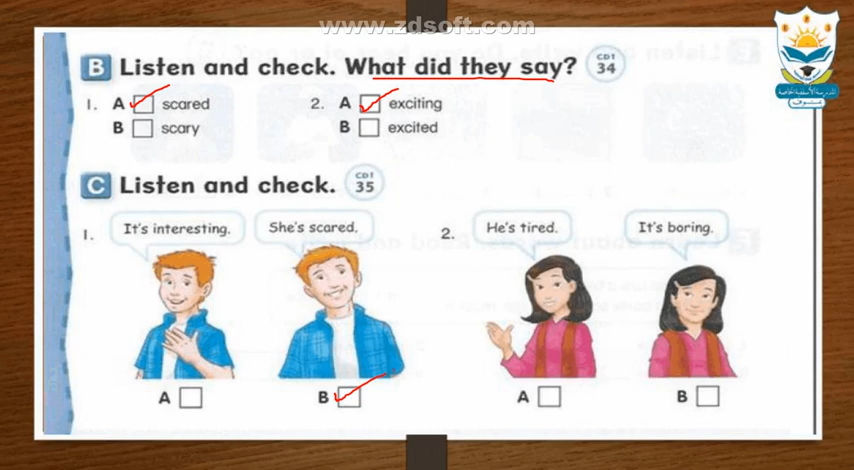 www.zdsoft.com
B Listen and check. What did they say? CD1 34
1. A scared 2. A exciting
B scary B excited
C Listen and check. CD1 35
1. It's interesting. She's scared. 2. He's tired. It's boring.
A B A B